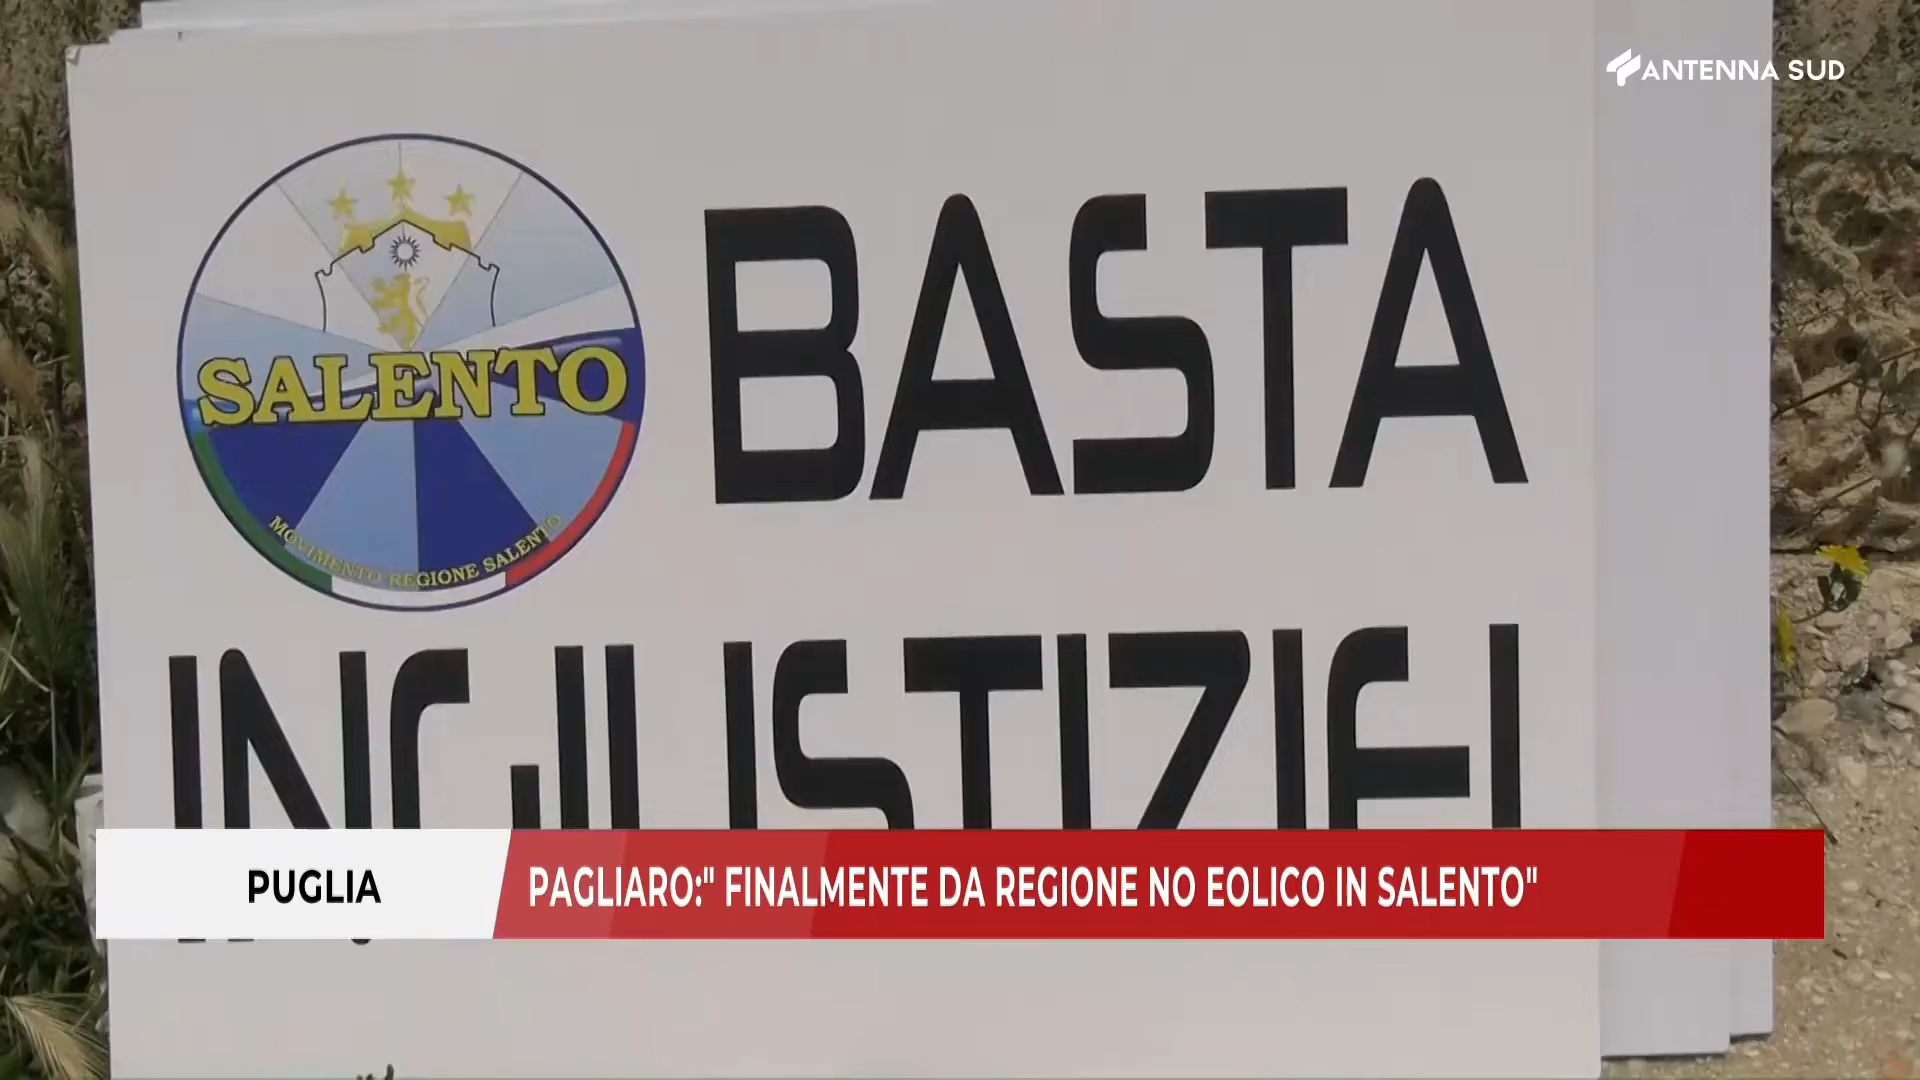 ANTENNA SUD
BASTA
SALENTO
MOVIMENTO REGIONE SALENTO
INGIUSTIZIE!
PUGLIA
PAGLIARO:" FINALMENTE DA REGIONE NO EOLICO IN SALENTO"